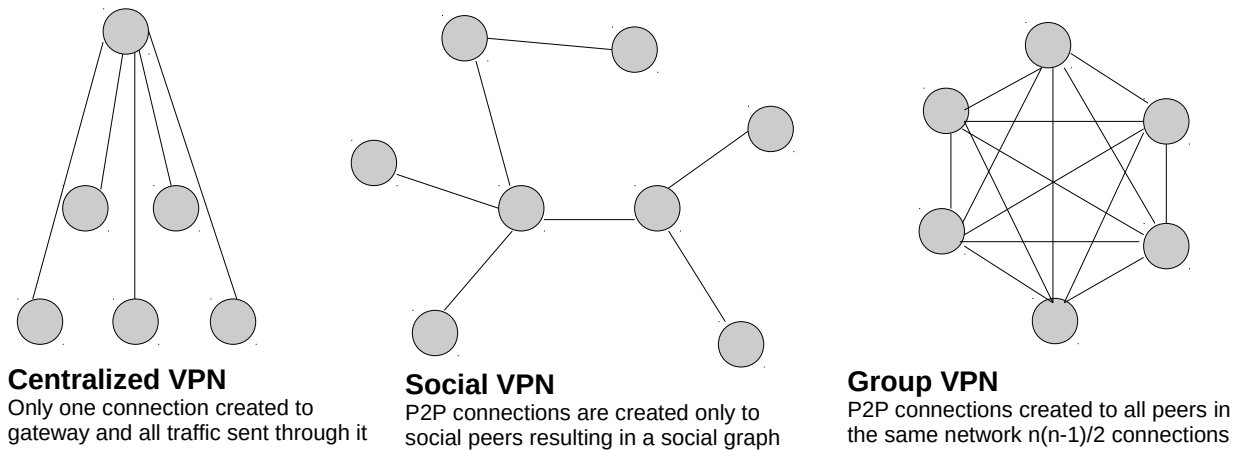 Centralized VPN
Only one connection created to
gateway and all traffic sent through it
Social VPN
P2P connections are created only to
social peers resulting in a social graph
Group VPN
P2P connections created to all peers in
the same network n(n-1)/2 connections